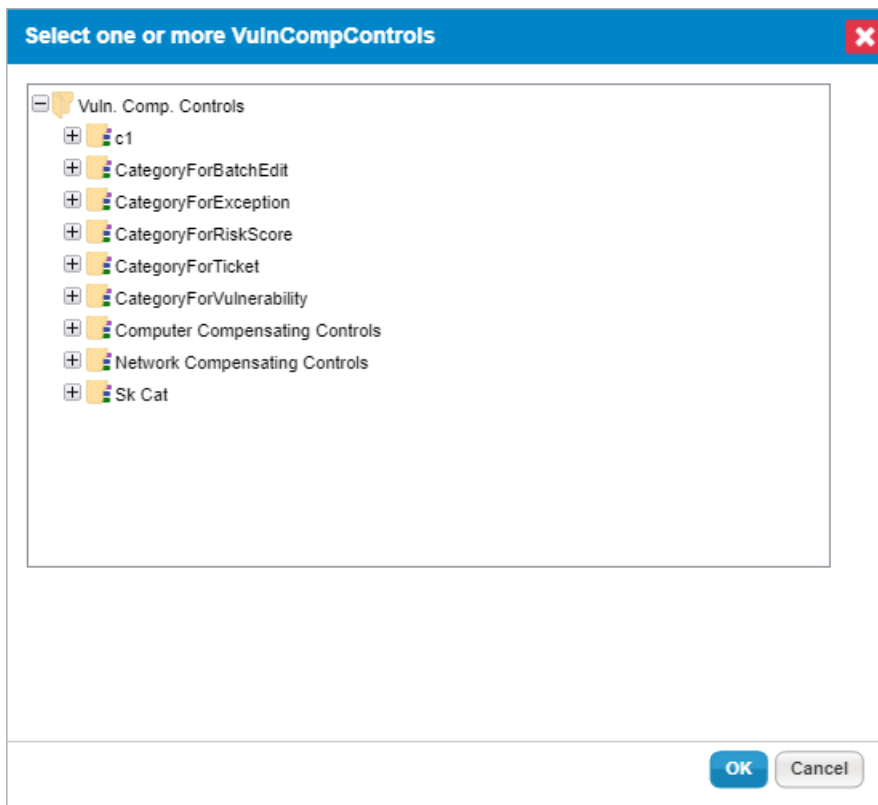 Select one or more VulnCompControls
Vuln. Comp. Controls
c1
CategoryForBatchEdit
CategoryForException
CategoryForRiskScore
CategoryForTicket
CategoryForVulnerability
Computer Compensating Controls
Network Compensating Controls
Sk Cat
OK Cancel